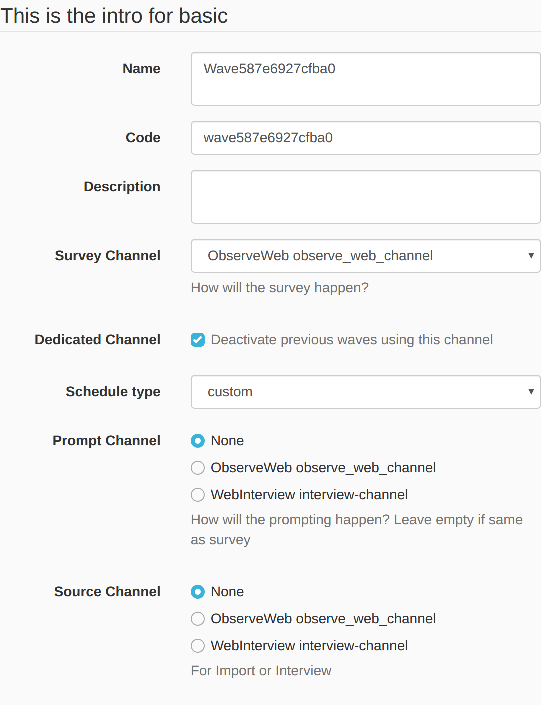 This is the intro for basic
Name Wave587e6927cfba0
Code wave587e6927cfba0
Description
Survey Channel ObserveWeb observe_web_channel
How will the survey happen?
Dedicated Channel Deactivate previous waves using this channel
Schedule type custom
Prompt Channel None
ObserveWeb observe_web_channel
WebInterview interview-channel
How will the prompting happen? Leave empty if same
as survey
Source Channel None
ObserveWeb observe_web_channel
WebInterview interview-channel
For Import or Interview